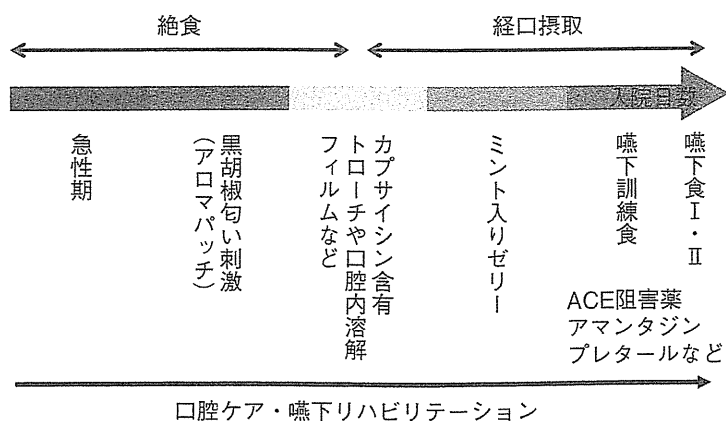 絶食
経口摂取
入院日数
急性期
黒胡椒匂い刺激
(アロマパッチ)
カプサイシン含有
トローチや口腔内溶解
フィルムなど
ミント入りゼリー
嚥下訓練食
嚥下食Ⅰ・Ⅱ
ACE阻害薬
アマンタジン
プレタールなど
口腔ケア・嚥下リハビリテーション